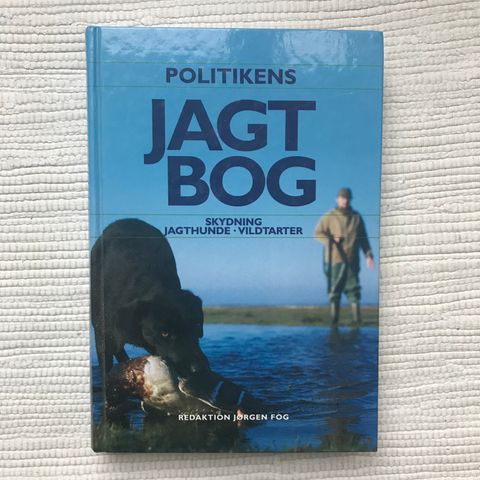 POLITIKENS
JAGT
BOG
SKYDNING
JAGTHUNDE · VILDTARTER
REDAKTION JØRGEN FOG